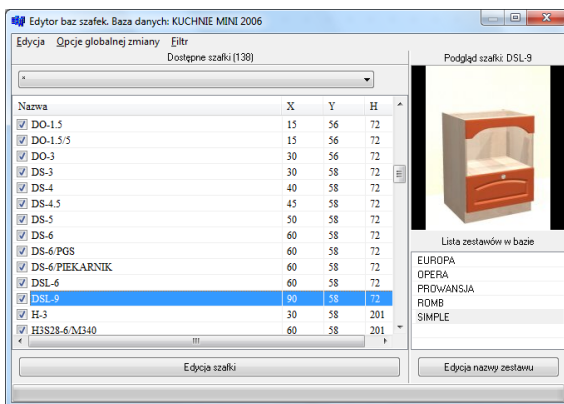 Edytor baz szafek. Baza danych: KUCHNIE MINI 2006
Edycja Opcje globalnej zmiany Filtr
Dostępne szafki (138)
*
Nazwa X Y H
DO-1.5 15 56 72
DO-1.5/5 15 56 72
DO-3 30 56 72
DS-3 30 58 72
DS-4 40 58 72
DS-4.5 45 58 72
DS-5 50 58 72
DS-6 60 58 72
DS-6/PGS 60 58 72
DS-6/PIEKARNIK 60 58 72
DSL-6 60 58 72
DSL-9 90 58 72
H-3 30 58 201
H3S28-6/M340 60 58 201
Edycja szafki
Podgląd szafki: DSL-9
Lista zestawów w bazie
EUROPA
OPERA
PROWANSJA
ROMB
SIMPLE
Edycja nazwy zestawu